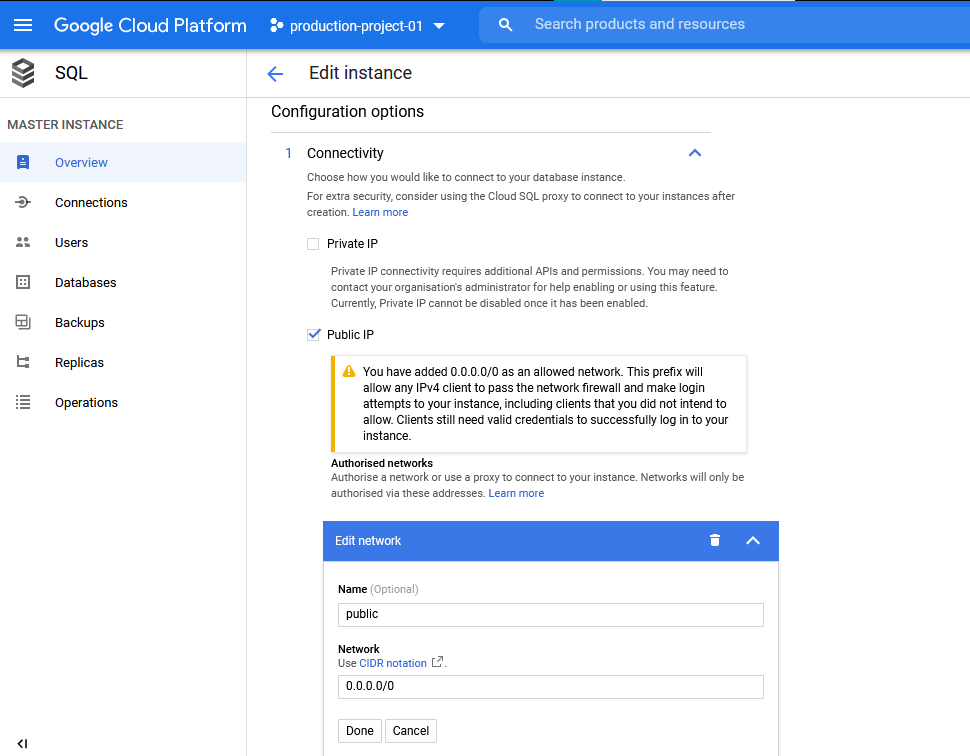 Google Cloud Platform production-project-01 Search products and resources
SQL
Edit instance
MASTER INSTANCE
Overview
Connections
Users
Databases
Backups
Replicas
Operations
Configuration options
1 Connectivity
Choose how you would like to connect to your database instance.
For extra security, consider using the Cloud SQL proxy to connect to your instances after
creation. Learn more
Private IP
Private IP connectivity requires additional APIs and permissions. You may need to
contact your organisation's administrator for help enabling or using this feature.
Currently, Private IP cannot be disabled once it has been enabled.
Public IP
You have added 0.0.0.0/0 as an allowed network. This prefix will
allow any IPv4 client to pass the network firewall and make login
attempts to your instance, including clients that you did not intend to
allow. Clients still need valid credentials to successfully log in to your
instance.
Authorised networks
Authorise a network or use a proxy to connect to your instance. Networks will only be
authorised via these addresses. Learn more
Edit network
Name (Optional)
public
Network
Use CIDR notation .
0.0.0.0/0
Done Cancel